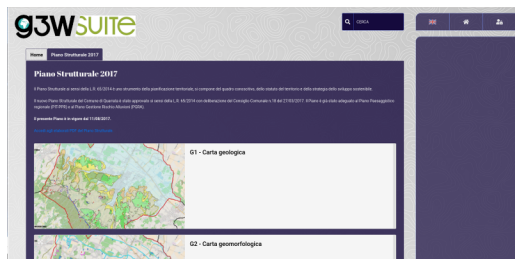 g3wsuite
CERCA
Home Piano Strutturale 2017
Piano Strutturale 2017
Il Piano Strutturale ai sensi della L.R. 65/2014 è uno strumento della pianificazione territoriale; si compone del quadro conoscitivo, dello statuto del territorio e della strategia dello sviluppo sostenibile.
Il nuovo Piano Strutturale del Comune di Quarrata è stato approvato ai sensi della L.R. 65/2014 con deliberazione del Consiglio Comunale n.18 del 27/03/2017. Il Piano è già stato adeguato al Piano Paesaggistico
regionale (PIT-PPR) e al Piano Gestione Rischio Alluvioni (PGRA).
Il presente Piano è in vigore dal 11/08/2017.
G1 - Carta geologica
G2 - Carta geomorfologica